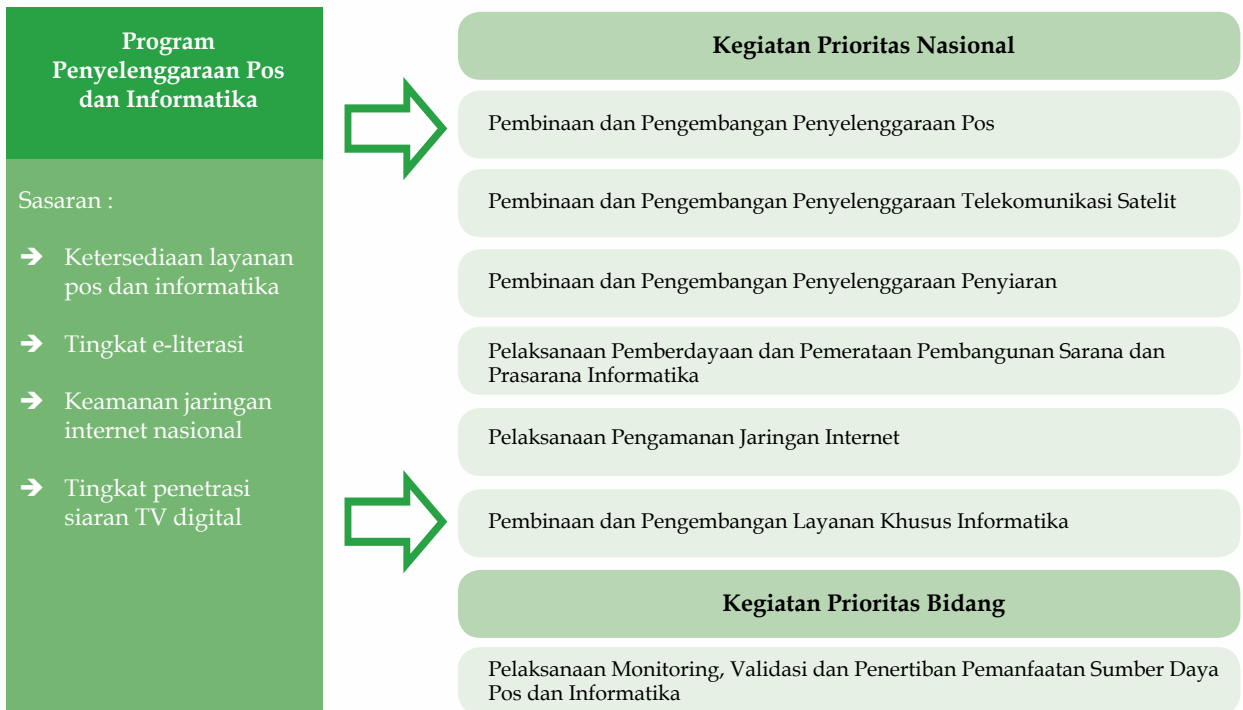 Program
Penyelenggaraan Pos
dan Informatika
Sasaran :
➔ Ketersediaan layanan
pos dan informatika
➔ Tingkat e-literasi
➔ Keamanan jaringan
internet nasional
➔ Tingkat penetrasi
siaran TV digital
Kegiatan Prioritas Nasional
Pembinaan dan Pengembangan Penyelenggaraan Pos
Pembinaan dan Pengembangan Penyelenggaraan Telekomunikasi Satelit
Pembinaan dan Pengembangan Penyelenggaraan Penyiaran
Pelaksanaan Pemberdayaan dan Pemerataan Pembangunan Sarana dan
Prasarana Informatika
Pelaksanaan Pengamanan Jaringan Internet
Pembinaan dan Pengembangan Layanan Khusus Informatika
Kegiatan Prioritas Bidang
Pelaksanaan Monitoring, Validasi dan Penertiban Pemanfaatan Sumber Daya
Pos dan Informatika